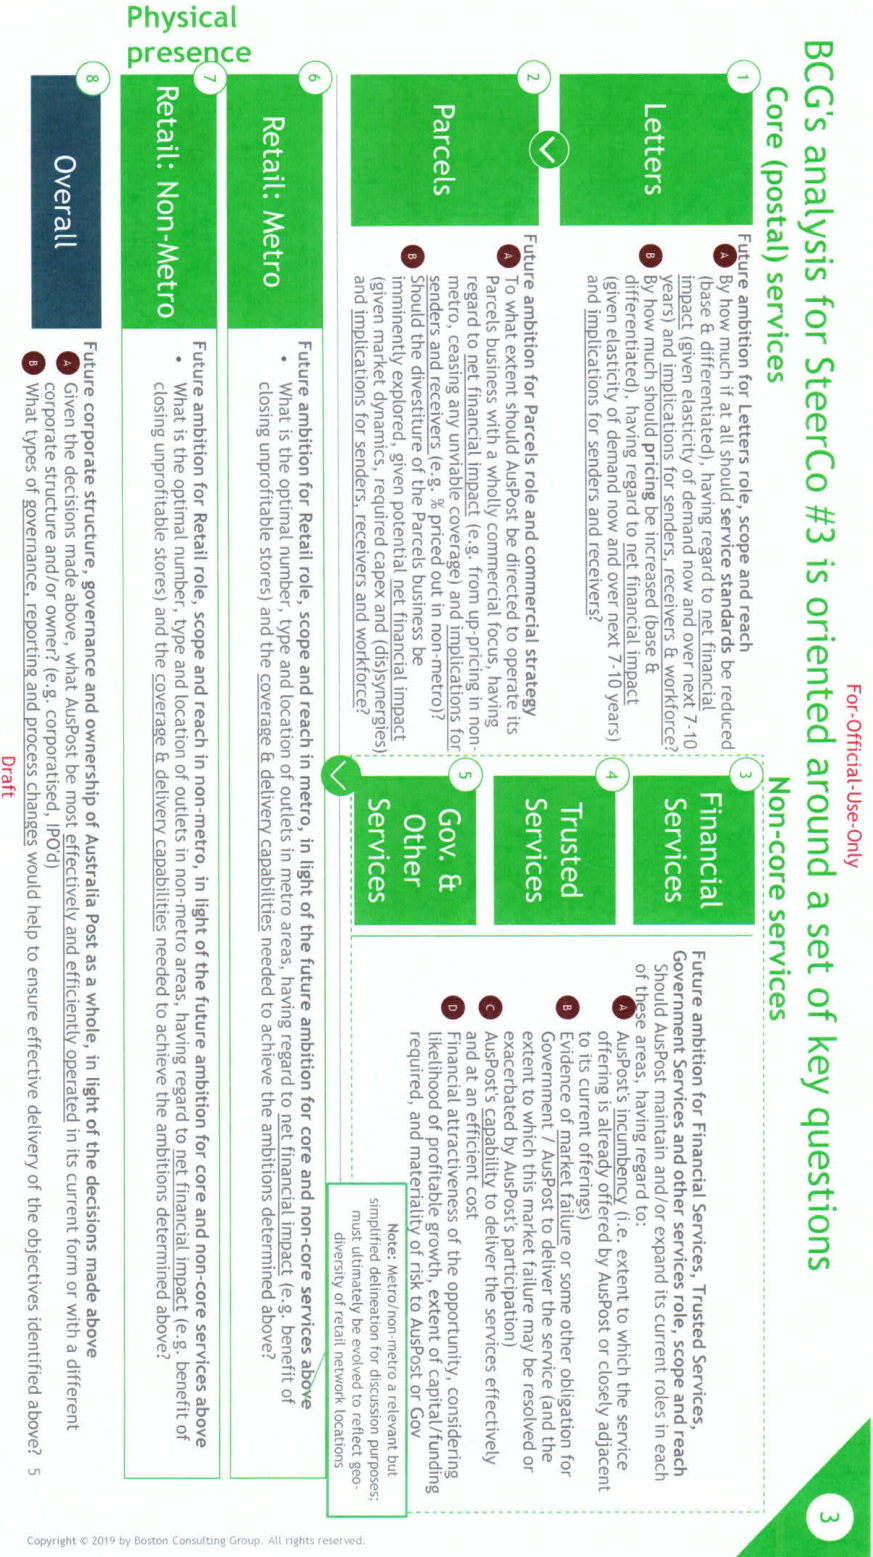 For-Official-Use-Only
BCG's analysis for SteerCo #3 is oriented around a set of key questions
3
Core (postal) services
1
Letters
Future ambition for Letters role, scope and reach
A By how much if at all should service standards be reduced
(base & differentiated), having regard to net financial
impact (given elasticity of demand now and over next 7-10
years) and implications for senders, receivers & workforce?
B By how much should pricing be increased (base &
differentiated), having regard to net financial impact
(given elasticity of demand now and over next 7-10 years)
and implications for senders and receivers?
2
Parcels
Future ambition for Parcels role and commercial strategy
A To what extent should AusPost be directed to operate its
Parcels business with a wholly commercial focus, having
regard to net financial impact (e.g. from up-pricing in non-
metro, ceasing any unviable coverage) and implications for
senders and receivers (e.g. % priced out in non-metro)?
B Should the divestiture of the Parcels business be
imminently explored, given potential net financial impact
(given market dynamics, required capex and (dis)synergies)
and implications for senders, receivers and workforce?
Non-core services
3
Financial
Services
4
Trusted
Services
5
Gov. &
Other
Services
Future ambition for Financial Services, Trusted Services,
Government Services and other services role, scope and reach
Should AusPost maintain and/or expand its current roles in each
of these areas, having regard to:
A AusPost's incumbency (i.e. extent to which the service
offering is already offered by AusPost or closely adjacent
to its current offerings)
B Evidence of market failure or some other obligation for
Government / AusPost to deliver the service (and the
extent to which this market failure may be resolved or
exacerbated by AusPost's participation)
C AusPost's capability to deliver the services effectively
and at an efficient cost
D Financial attractiveness of the opportunity, considering
likelihood of profitable growth, extent of capital/funding
required, and materiality of risk to AusPost or Gov
Physical
presence
6
Retail: Metro
Future ambition for Retail role, scope and reach in metro, in light of the future ambition for core and non-core services above
• What is the optimal number, type and location of outlets in metro areas, having regard to net financial impact (e.g. benefit of
closing unprofitable stores) and the coverage & delivery capabilities needed to achieve the ambitions determined above?
Note: Metro/non-metro a relevant but
simplified delineation for discussion purposes;
must ultimately be evolved to reflect geo-
diversity of retail network locations
7
Retail: Non-Metro
Future ambition for Retail role, scope and reach in non-metro, in light of the future ambition for core and non-core services above
• What is the optimal number, type and location of outlets in non-metro areas, having regard to net financial impact (e.g. benefit of
closing unprofitable stores) and the coverage & delivery capabilities needed to achieve the ambitions determined above?
8
Overall
Future corporate structure, governance and ownership of Australia Post as a whole, in light of the decisions made above
A Given the decisions made above, what AusPost be most effectively and efficiently operated in its current form or with a different
corporate structure and/or owner? (e.g. corporatised, IPO'd)
B What types of governance, reporting and process changes would help to ensure effective delivery of the objectives identified above?
5
Draft
Copyright © 2019 by Boston Consulting Group. All rights reserved.